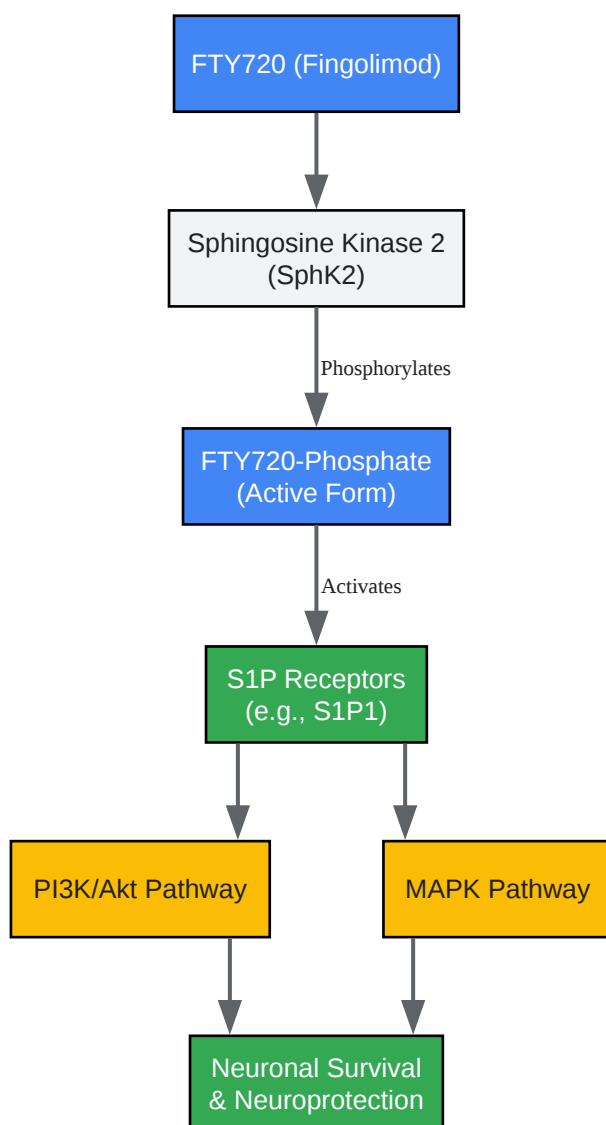 FTY720 (Fingolimod)
Sphingosine Kinase 2
(SphK2)
Phosphorylates
FTY720-Phosphate
(Active Form)
Activates
S1P Receptors
(e.g., S1P1)
PI3K/Akt Pathway
MAPK Pathway
Neuronal Survival
& Neuroprotection